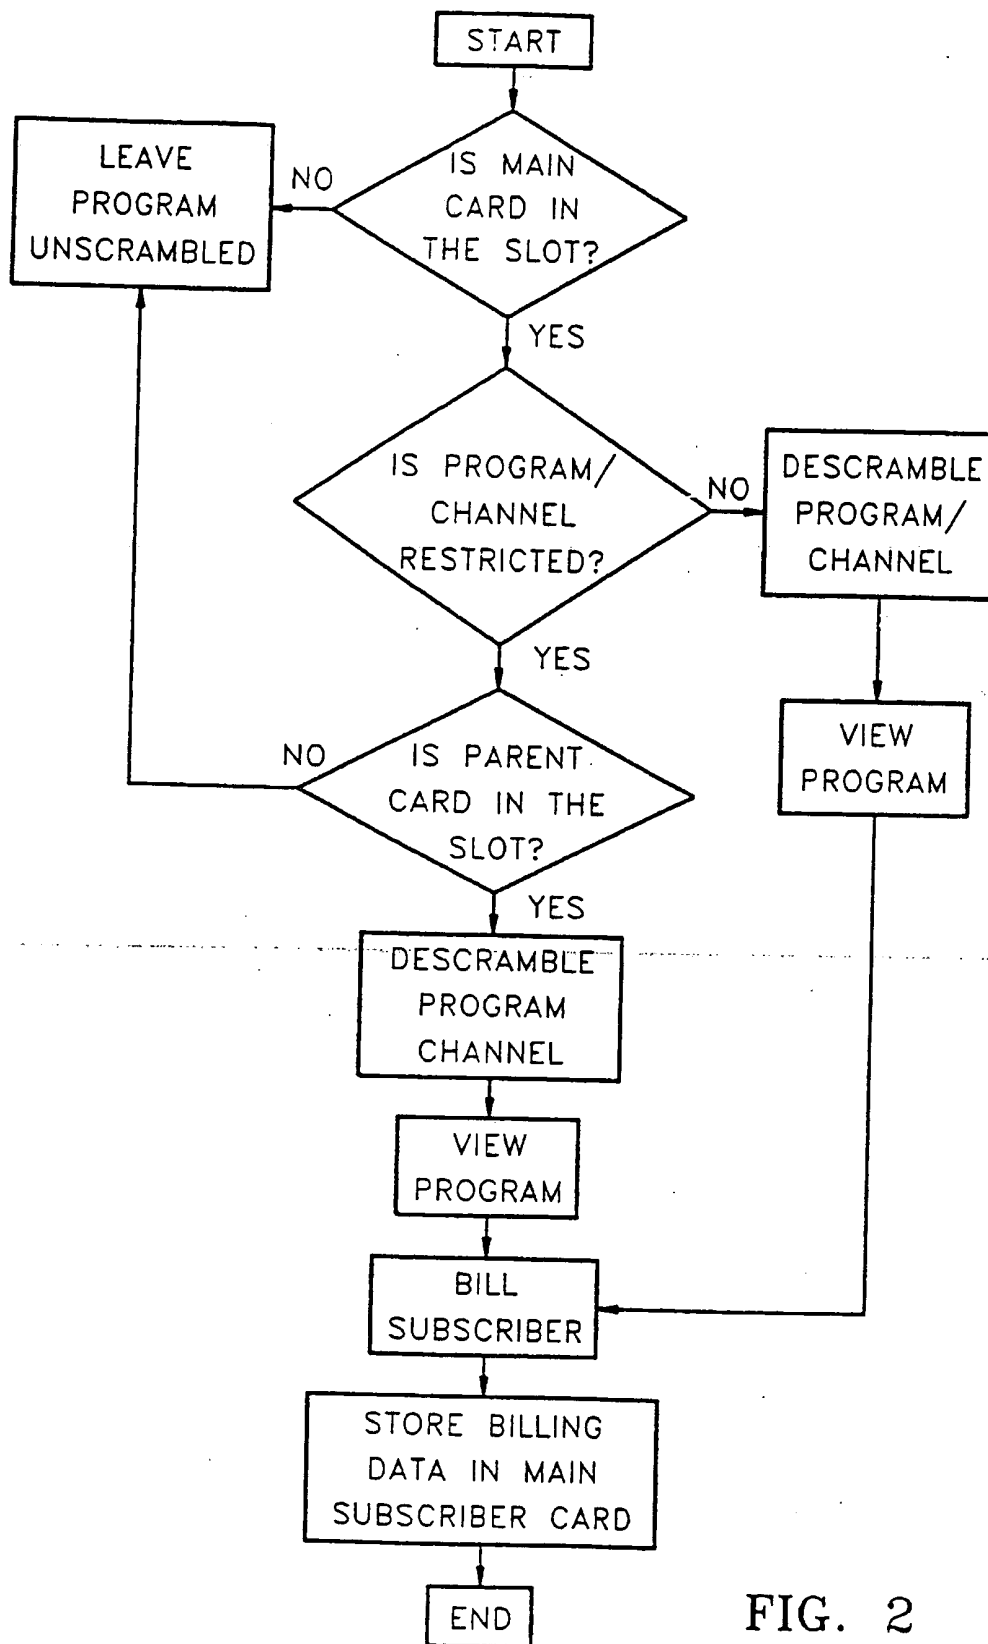 START
IS MAIN
CARD IN
THE SLOT?
NO
LEAVE
PROGRAM
UNSCRAMBLED
YES
IS PROGRAM/
CHANNEL
RESTRICTED?
NO
DESCRAMBLE
PROGRAM/
CHANNEL
VIEW
PROGRAM
YES
IS PARENT
CARD IN THE
SLOT?
NO
YES
DESCRAMBLE
PROGRAM
CHANNEL
VIEW
PROGRAM
BILL
SUBSCRIBER
STORE BILLING
DATA IN MAIN
SUBSCRIBER CARD
END
FIG. 2